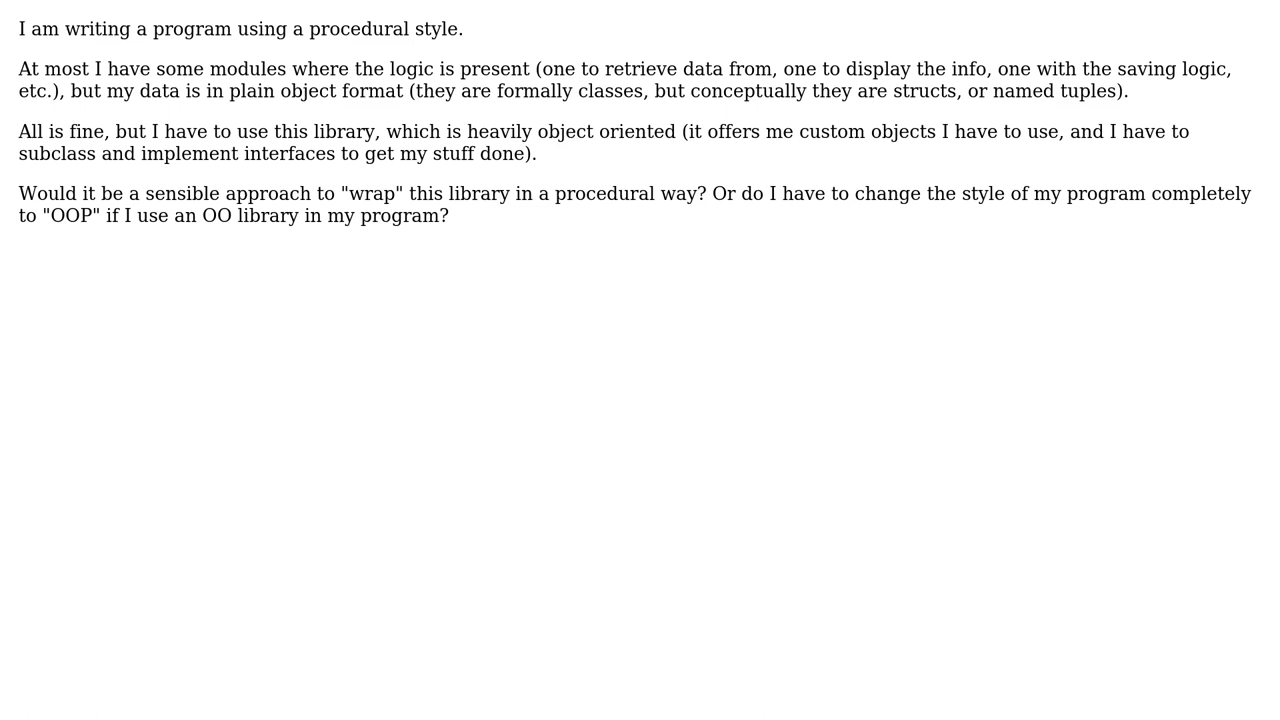 I am writing a program using a procedural style.
At most I have some modules where the logic is present (one to retrieve data from, one to display the info, one with the saving logic,
etc.), but my data is in plain object format (they are formally classes, but conceptually they are structs, or named tuples).
All is fine, but I have to use this library, which is heavily object oriented (it offers me custom objects I have to use, and I have to
subclass and implement interfaces to get my stuff done).
Would it be a sensible approach to "wrap" this library in a procedural way? Or do I have to change the style of my program completely
to "OOP" if I use an OO library in my program?